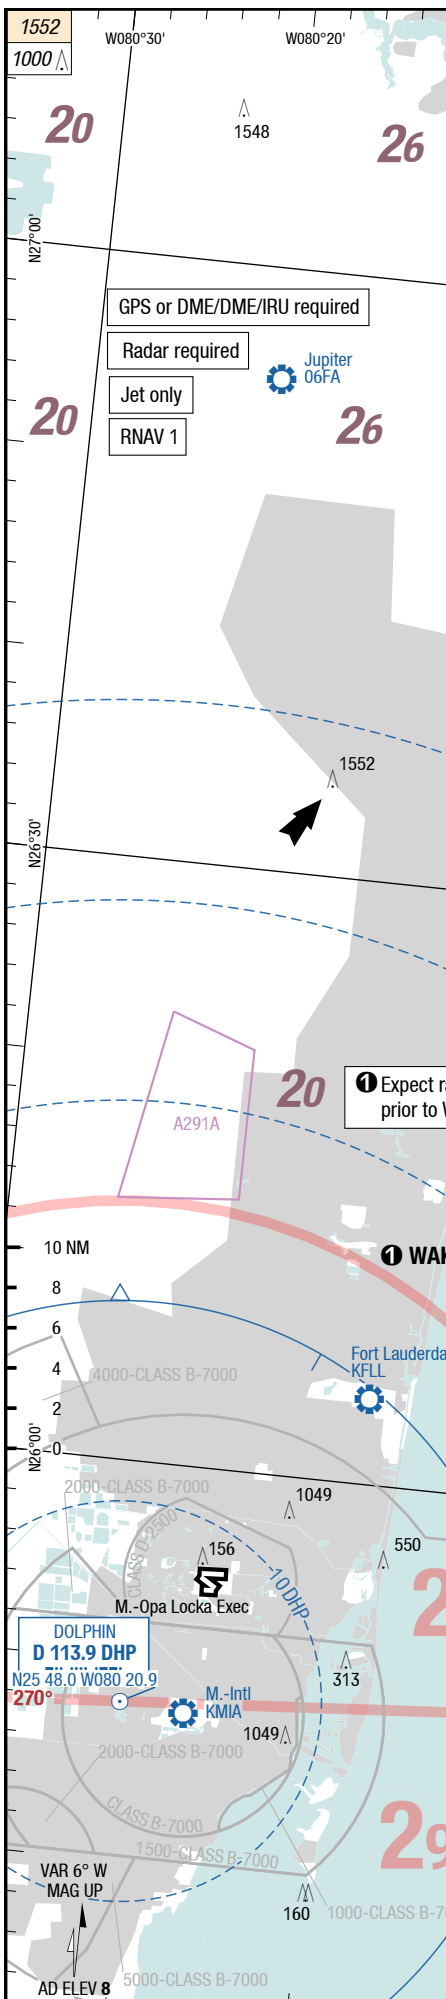 1552
1000
W080°30'
W080°20'
1548
20
26
N27°00'
GPS or DME/DME/IRU required
Radar required
Jet only
RNAV 1
Jupiter
06FA
20
26
1552
N26°30'
20
A291A
❶ Expect
prior to
10 NM
❶
8
6
4
2
0
4000-CLASS B-7000
Fort
KFLL
N26°00'
2000-CLASS B-7000
CLASS D-2500
1049
156
550
M.-Opa Locka Exec
10 DHP
DOLPHIN
D 113.9 DHP
N25 48.0 W080 20.9
270°
M.-Intl
KMIA
313
2000-CLASS B-7000
1049
CLASS B-7000
1500-CLASS B-7000
29
VAR 6° W
MAG UP
160
1000-CLASS
5000-CLASS B-7000
AD ELEV 8